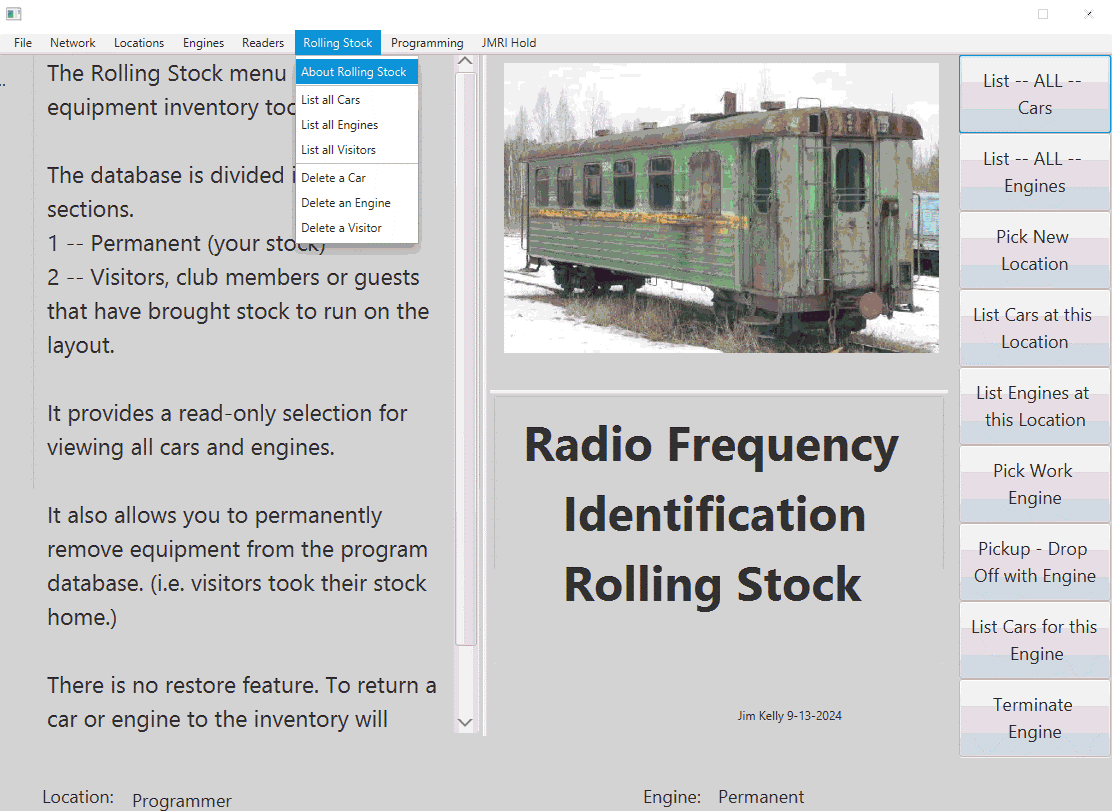 File Network Locations Engines Readers Rolling Stock Programming JMRI Hold
About Rolling Stock
List all Cars
List all Engines
List all Visitors
Delete a Car
Delete an Engine
Delete a Visitor
..
The Rolling Stock menu
equipment inventory
The database is divided
sections.
1 -- Permanent (your stock)
2 -- Visitors, club members or guests
that have brought stock to run on the
layout.
It provides a read-only selection for
viewing all cars and engines.
It also allows you to permanently
remove equipment from the program
database. (i.e. visitors took their stock
home.)
There is no restore feature. To return a
car or engine to the inventory will
Radio Frequency
Identification
Rolling Stock
Jim Kelly 9-13-2024
List -- ALL --
Cars
List -- ALL --
Engines
Pick New
Location
List Cars at this
Location
List Engines at
this Location
Pick Work
Engine
Pickup - Drop
Off with Engine
List Cars for this
Engine
Terminate
Engine
Location: Programmer
Engine: Permanent